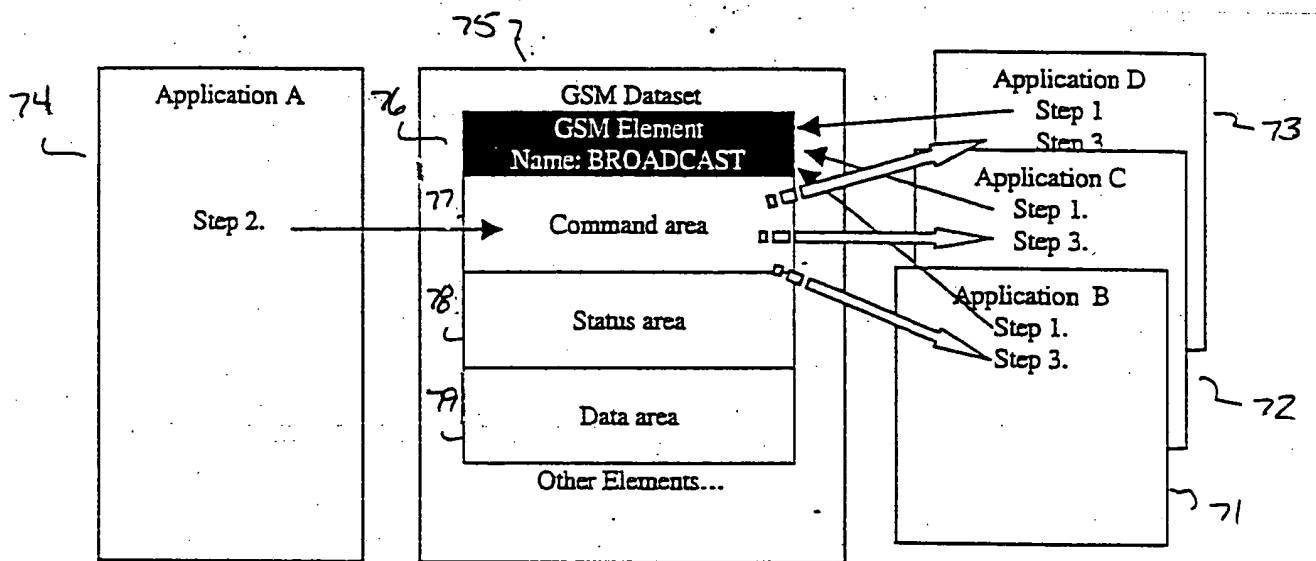 75
74
Application A
Step 2.
76
GSM Dataset
GSM Element
Name: BROADCAST
77
Command area
78
Status area
79
Data area
Other Elements...
Application D
Step 1
Step 3
73
Application C
Step 1.
Step 3.
72
Application B
Step 1.
Step 3.
71